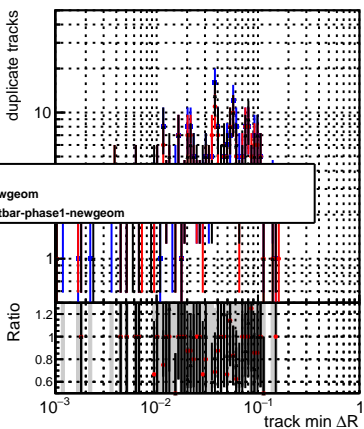 duplicate tracks
10
wgeom
tbar-phase1-newgeom
1
Ratio
1.2
1
0.8
0.6
10⁻³
10⁻²
10⁻¹
1
track min ΔR